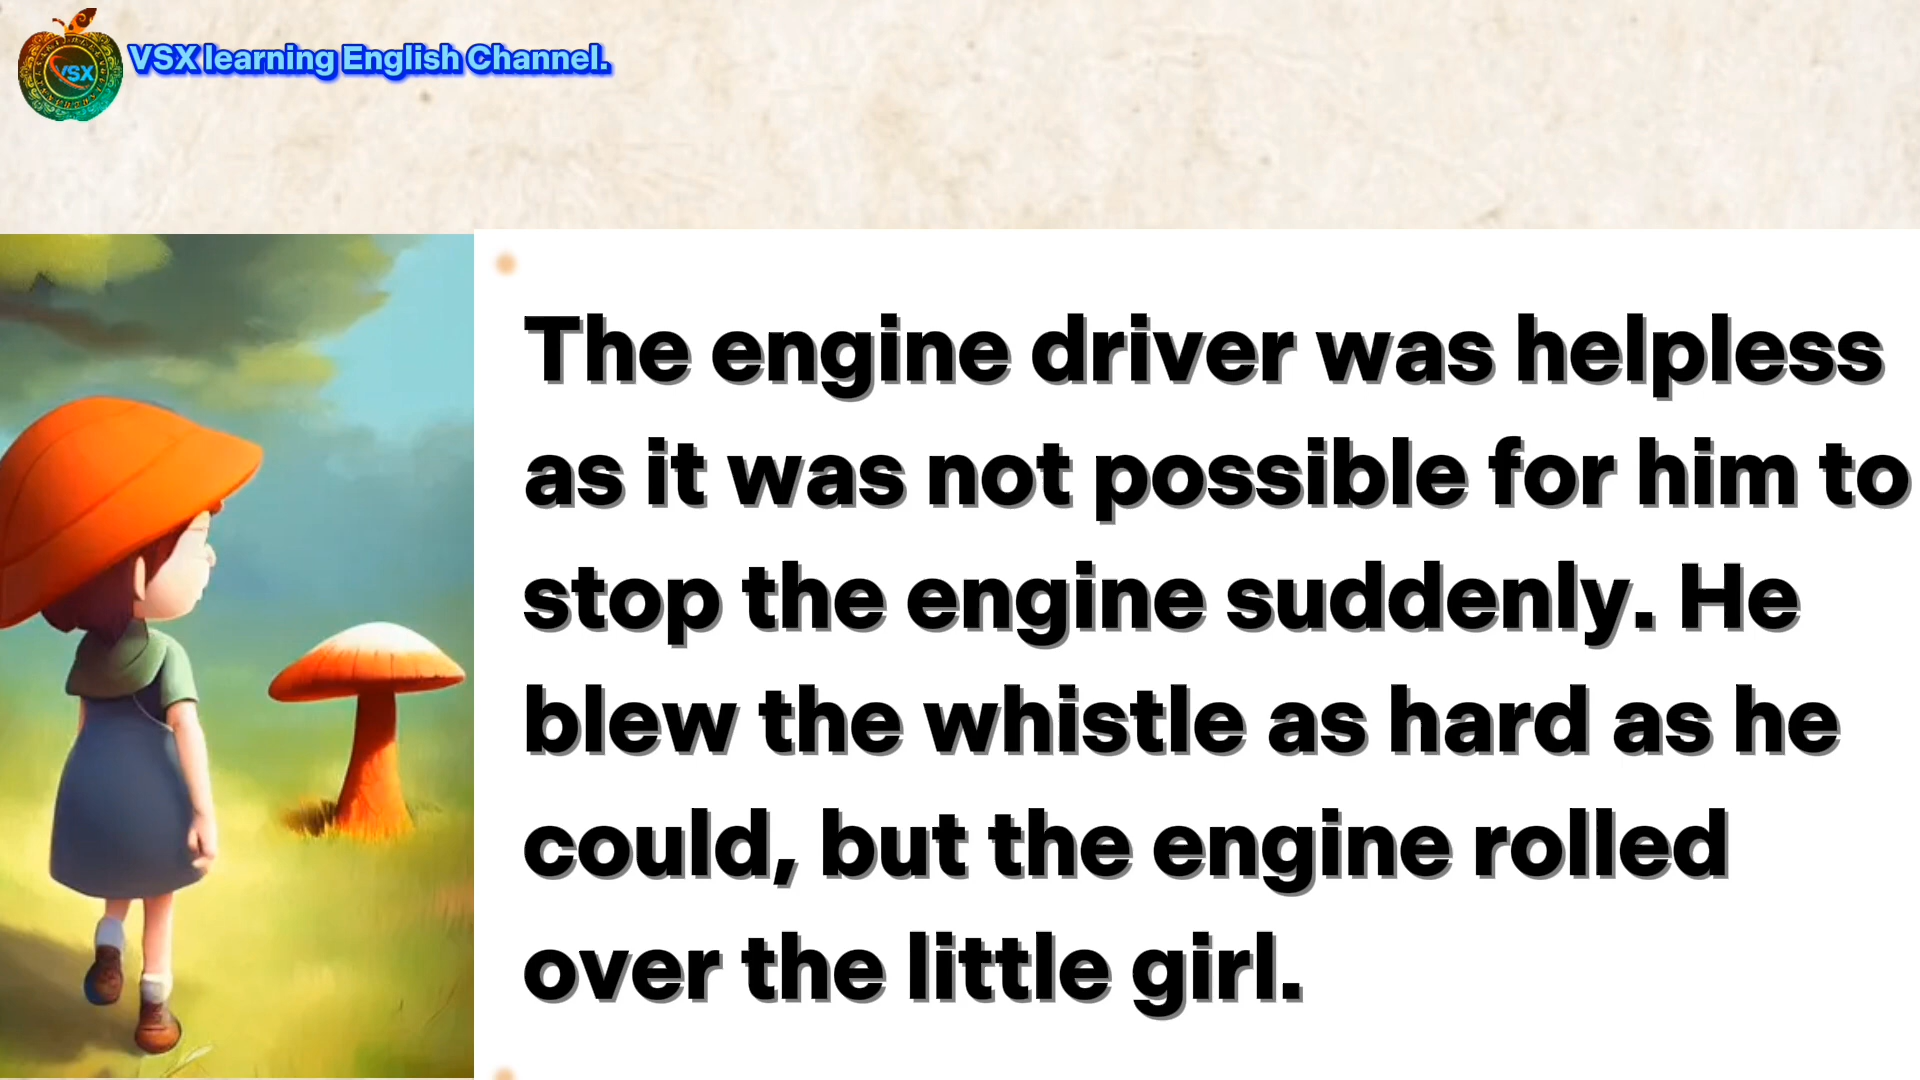 VSX learning English Channel.
VSX
The engine driver was helpless
as it was not possible for him to
stop the engine suddenly. He
blew the whistle as hard as he
could, but the engine rolled
over the little girl.